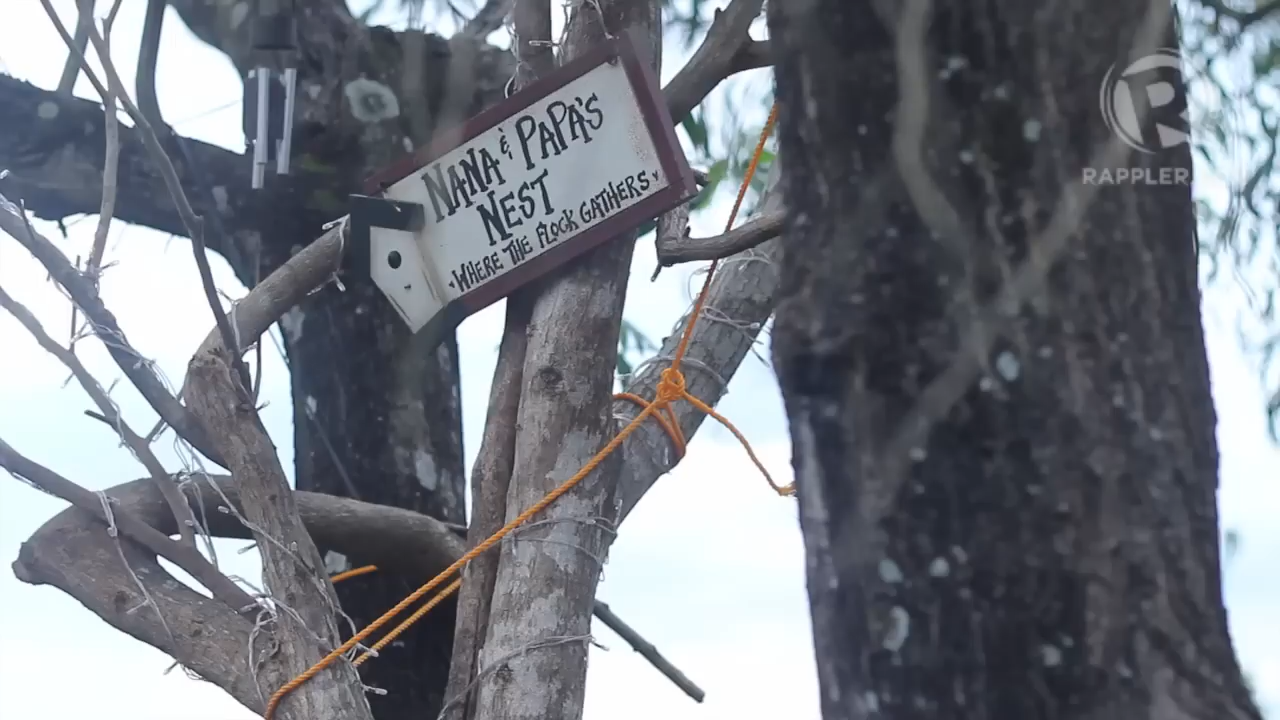 NANA & PAPA'S
NEST
WHERE THE FLOCK GATHERS
R
RAPPLER